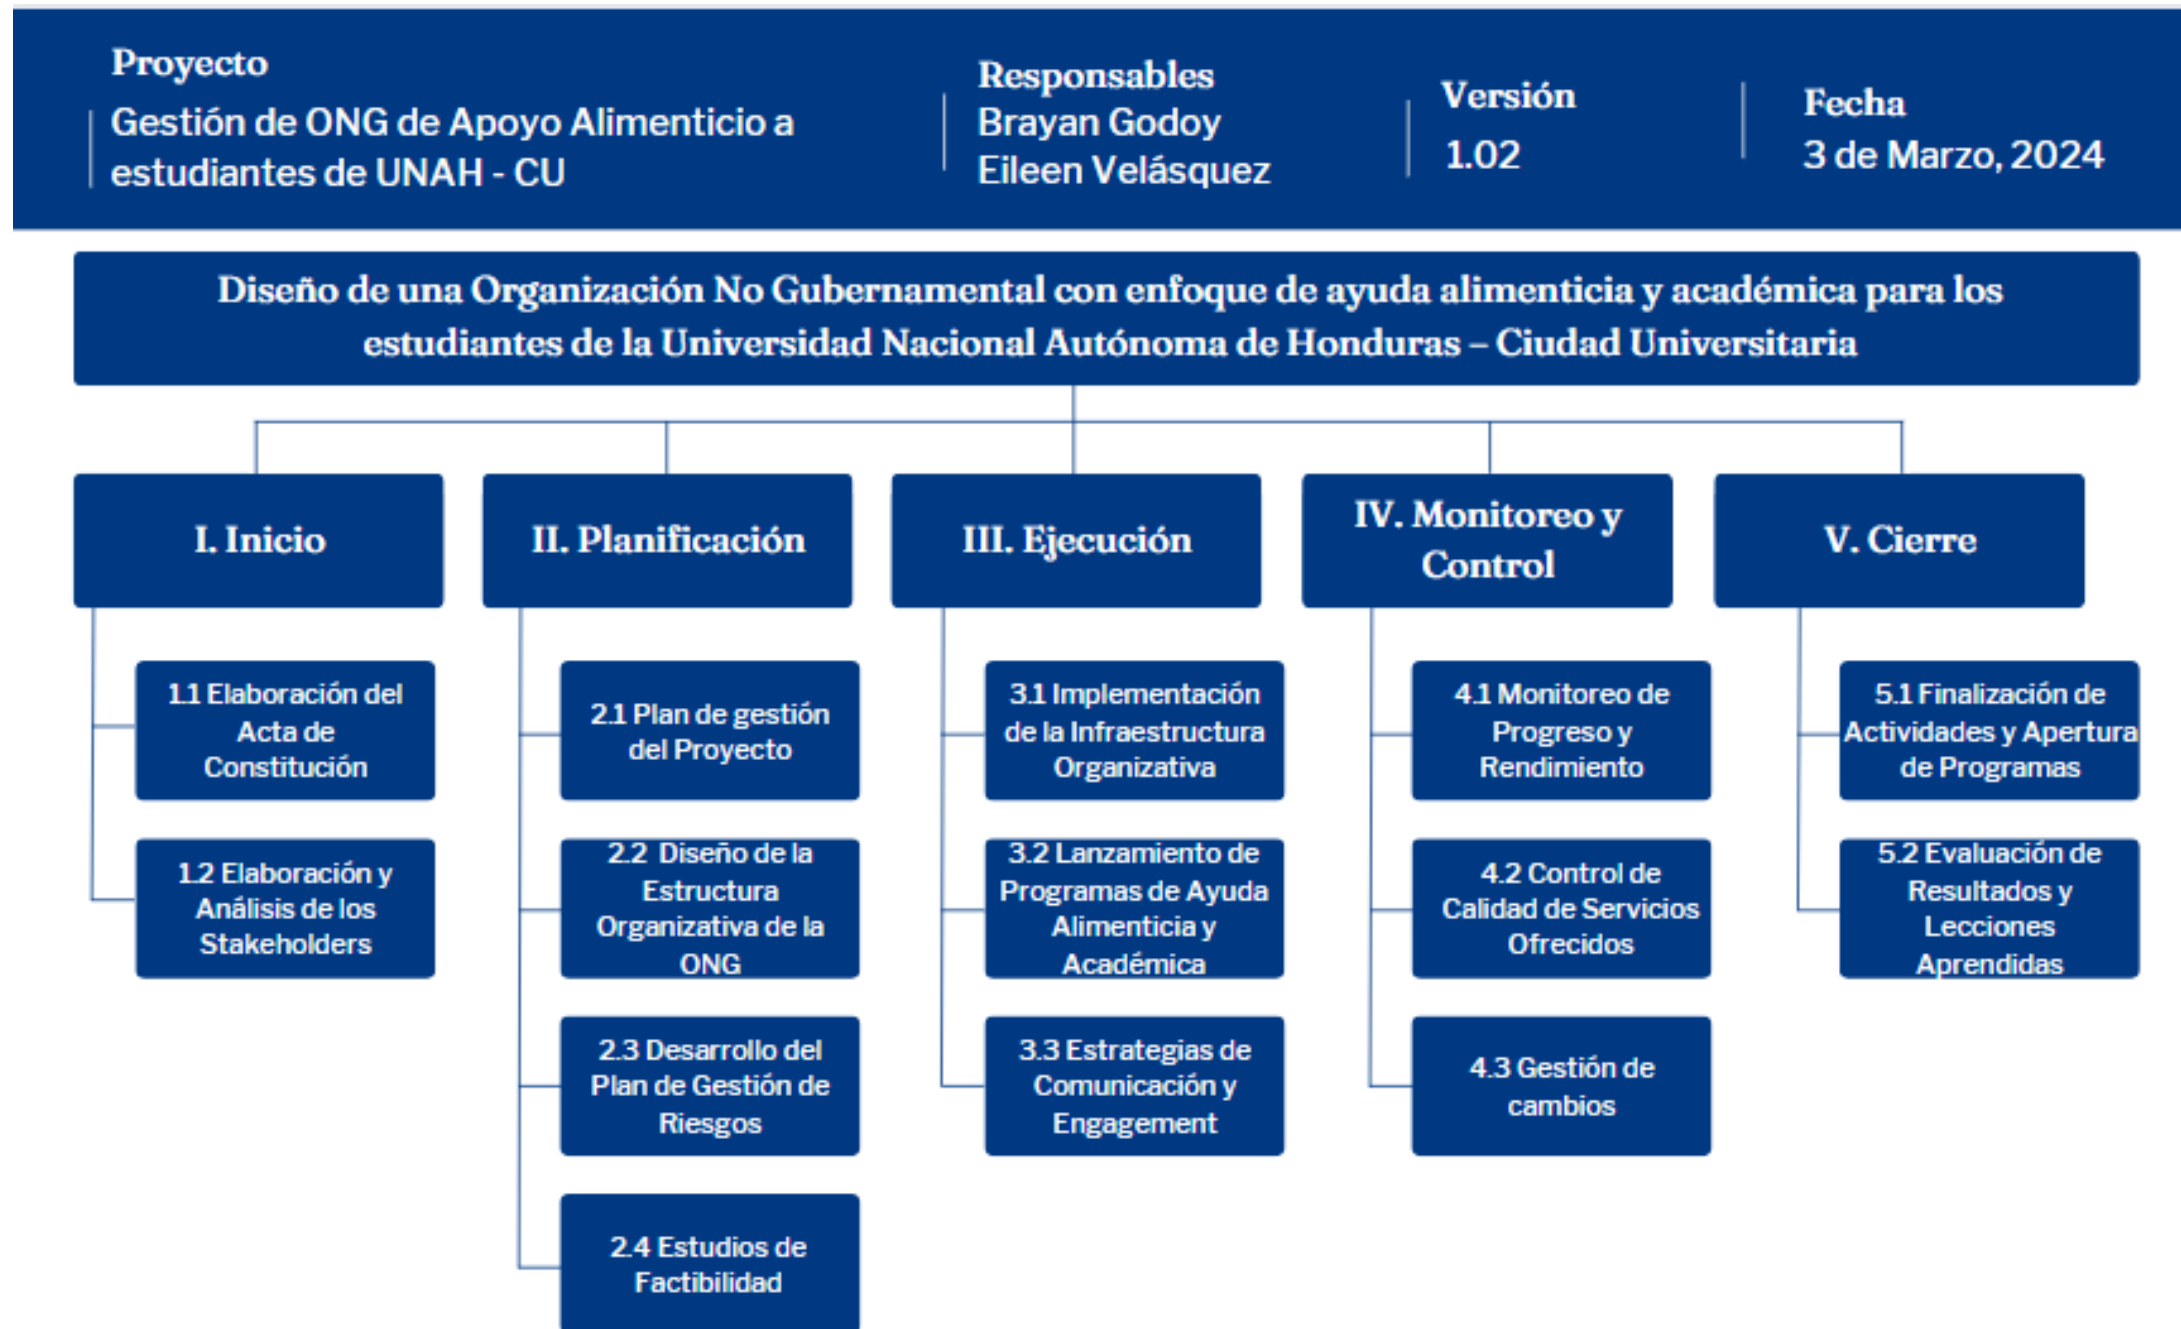 Proyecto
Gestión de ONG de Apoyo Alimenticio a
estudiantes de UNAH - CU
Responsables
Brayan Godoy
Eileen Velásquez
Versión
1.02
Fecha
3 de Marzo, 2024
Diseño de una Organización No Gubernamental con enfoque de ayuda alimenticia y académica para los
estudiantes de la Universidad Nacional Autónoma de Honduras – Ciudad Universitaria
I. Inicio
1.1 Elaboración del
Acta de
Constitución
1.2 Elaboración y
Análisis de los
Stakeholders
II. Planificación
2.1 Plan de gestión
del Proyecto
2.2 Diseño de la
Estructura
Organizativa de la
ONG
2.3 Desarrollo del
Plan de Gestión de
Riesgos
2.4 Estudios de
Factibilidad
III. Ejecución
3.1 Implementación
de la Infraestructura
Organizativa
3.2 Lanzamiento de
Programas de Ayuda
Alimenticia y
Académica
3.3 Estrategias de
Comunicación y
Engagement
IV. Monitoreo y
Control
4.1 Monitoreo de
Progreso y
Rendimiento
4.2 Control de
Calidad de Servicios
Ofrecidos
4.3 Gestión de
cambios
V. Cierre
5.1 Finalización de
Actividades y Apertura
de Programas
5.2 Evaluación de
Resultados y
Lecciones
Aprendidas